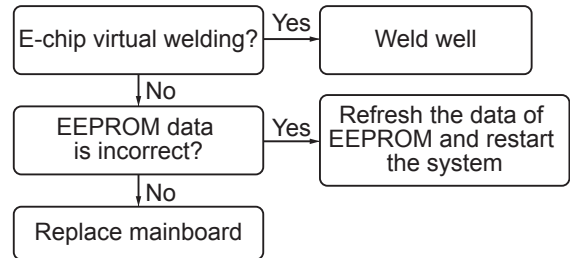 E-chip virtual welding?
Yes
Weld well
No
EEPROM data
is incorrect?
Yes
Refresh the data of
EEPROM and restart
the system
No
Replace mainboard